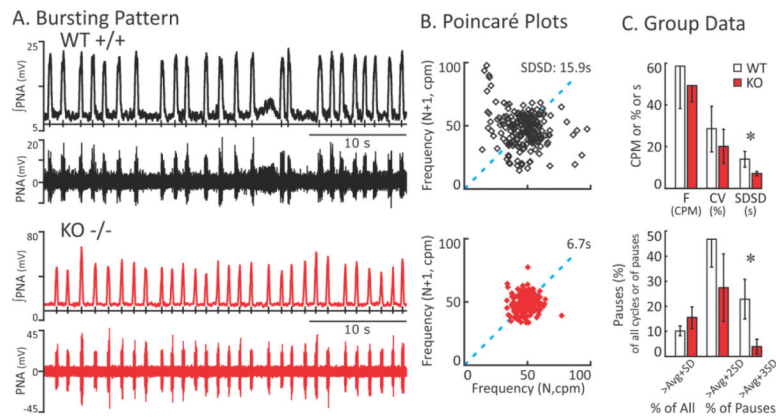 A. Bursting Pattern
WT +/+
25
∫PNA (mV)
5
10 s
20
PNA (mV)
0
-20
KO -/-
80
∫PNA (mV)
0
10 s
45
PNA (mV)
0
-45
B. Poincaré Plots
100
SDSD: 15.9s
Frequency (N+1, cpm)
50
0
100
6.7s
Frequency (N+1, cpm)
50
0
0 50 100
Frequency (N,cpm)
C. Group Data
WT
KO
60
CPM or % or s
40
20
0
*
F CV SDSD
(CPM) (%) (s)
50
Pauses (%)
of all cycles or of pauses
40
30
20
10
0
*
>Avg+SD >Avg+2SD >Avg+3SD
% of All % of Pauses